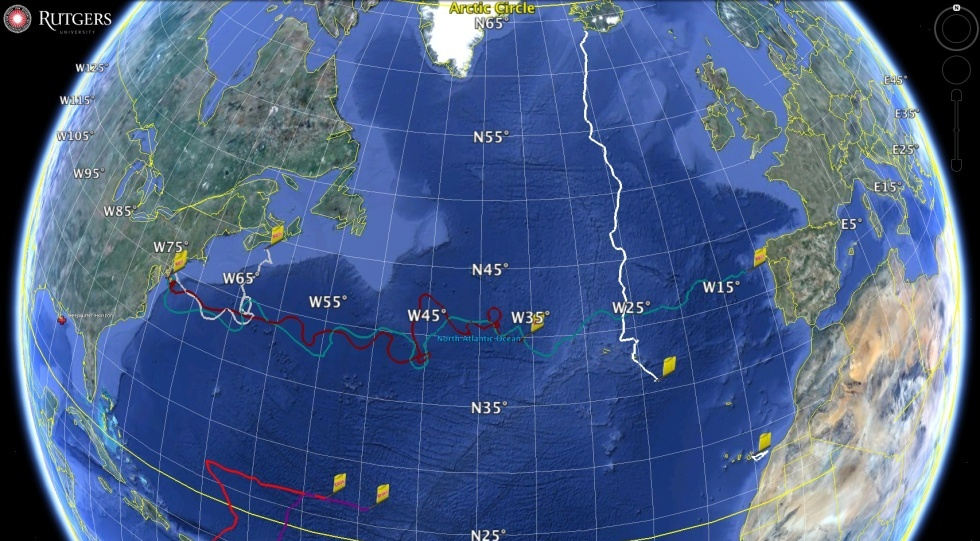 RUTGERS
UNIVERSITY
Arctic Circle
N65°
N
W125°
W115°
W105°
W95°
W85°
W75°
W65°
W55°
W45°
W35°
W25°
W15°
E5°
E15°
E25°
E35°
E45°
N55°
N45°
North Atlantic Ocean
N35°
N25°